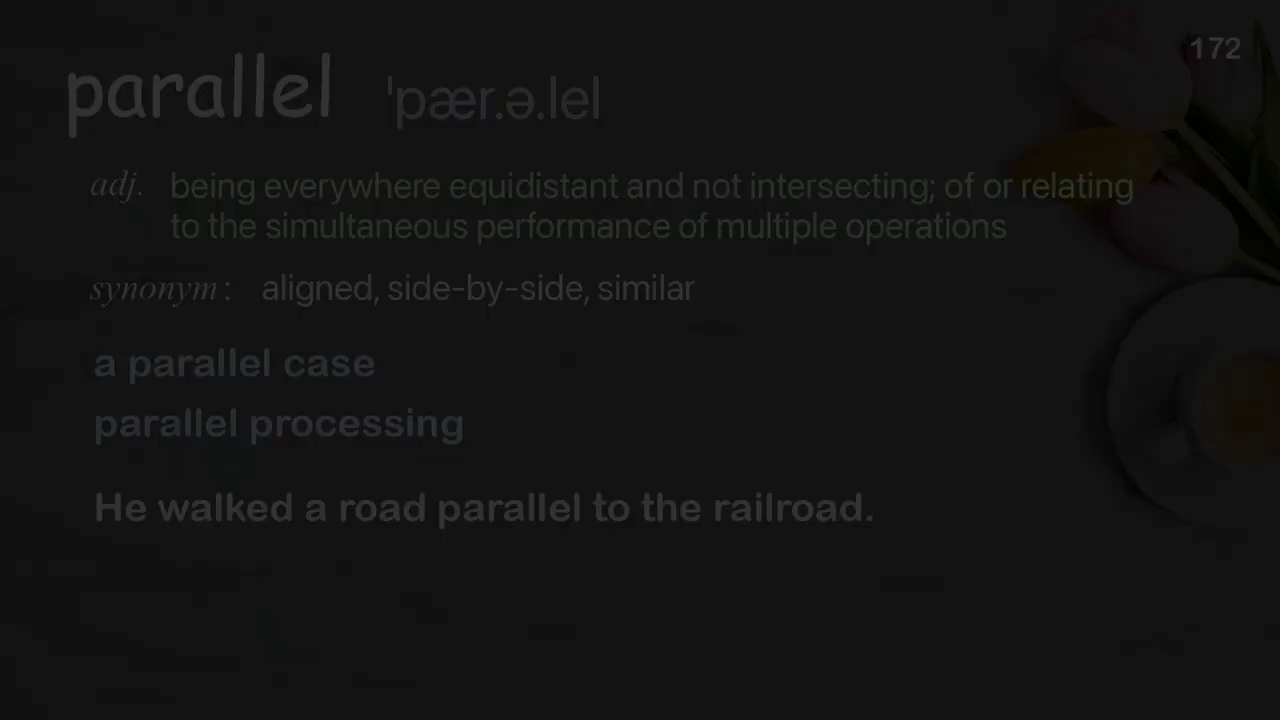 172
parallel ˈpær.ə.lel
adj. being everywhere equidistant and not intersecting; of or relating
to the simultaneous performance of multiple operations
synonym: aligned, side-by-side, similar
a parallel case
parallel processing
He walked a road parallel to the railroad.